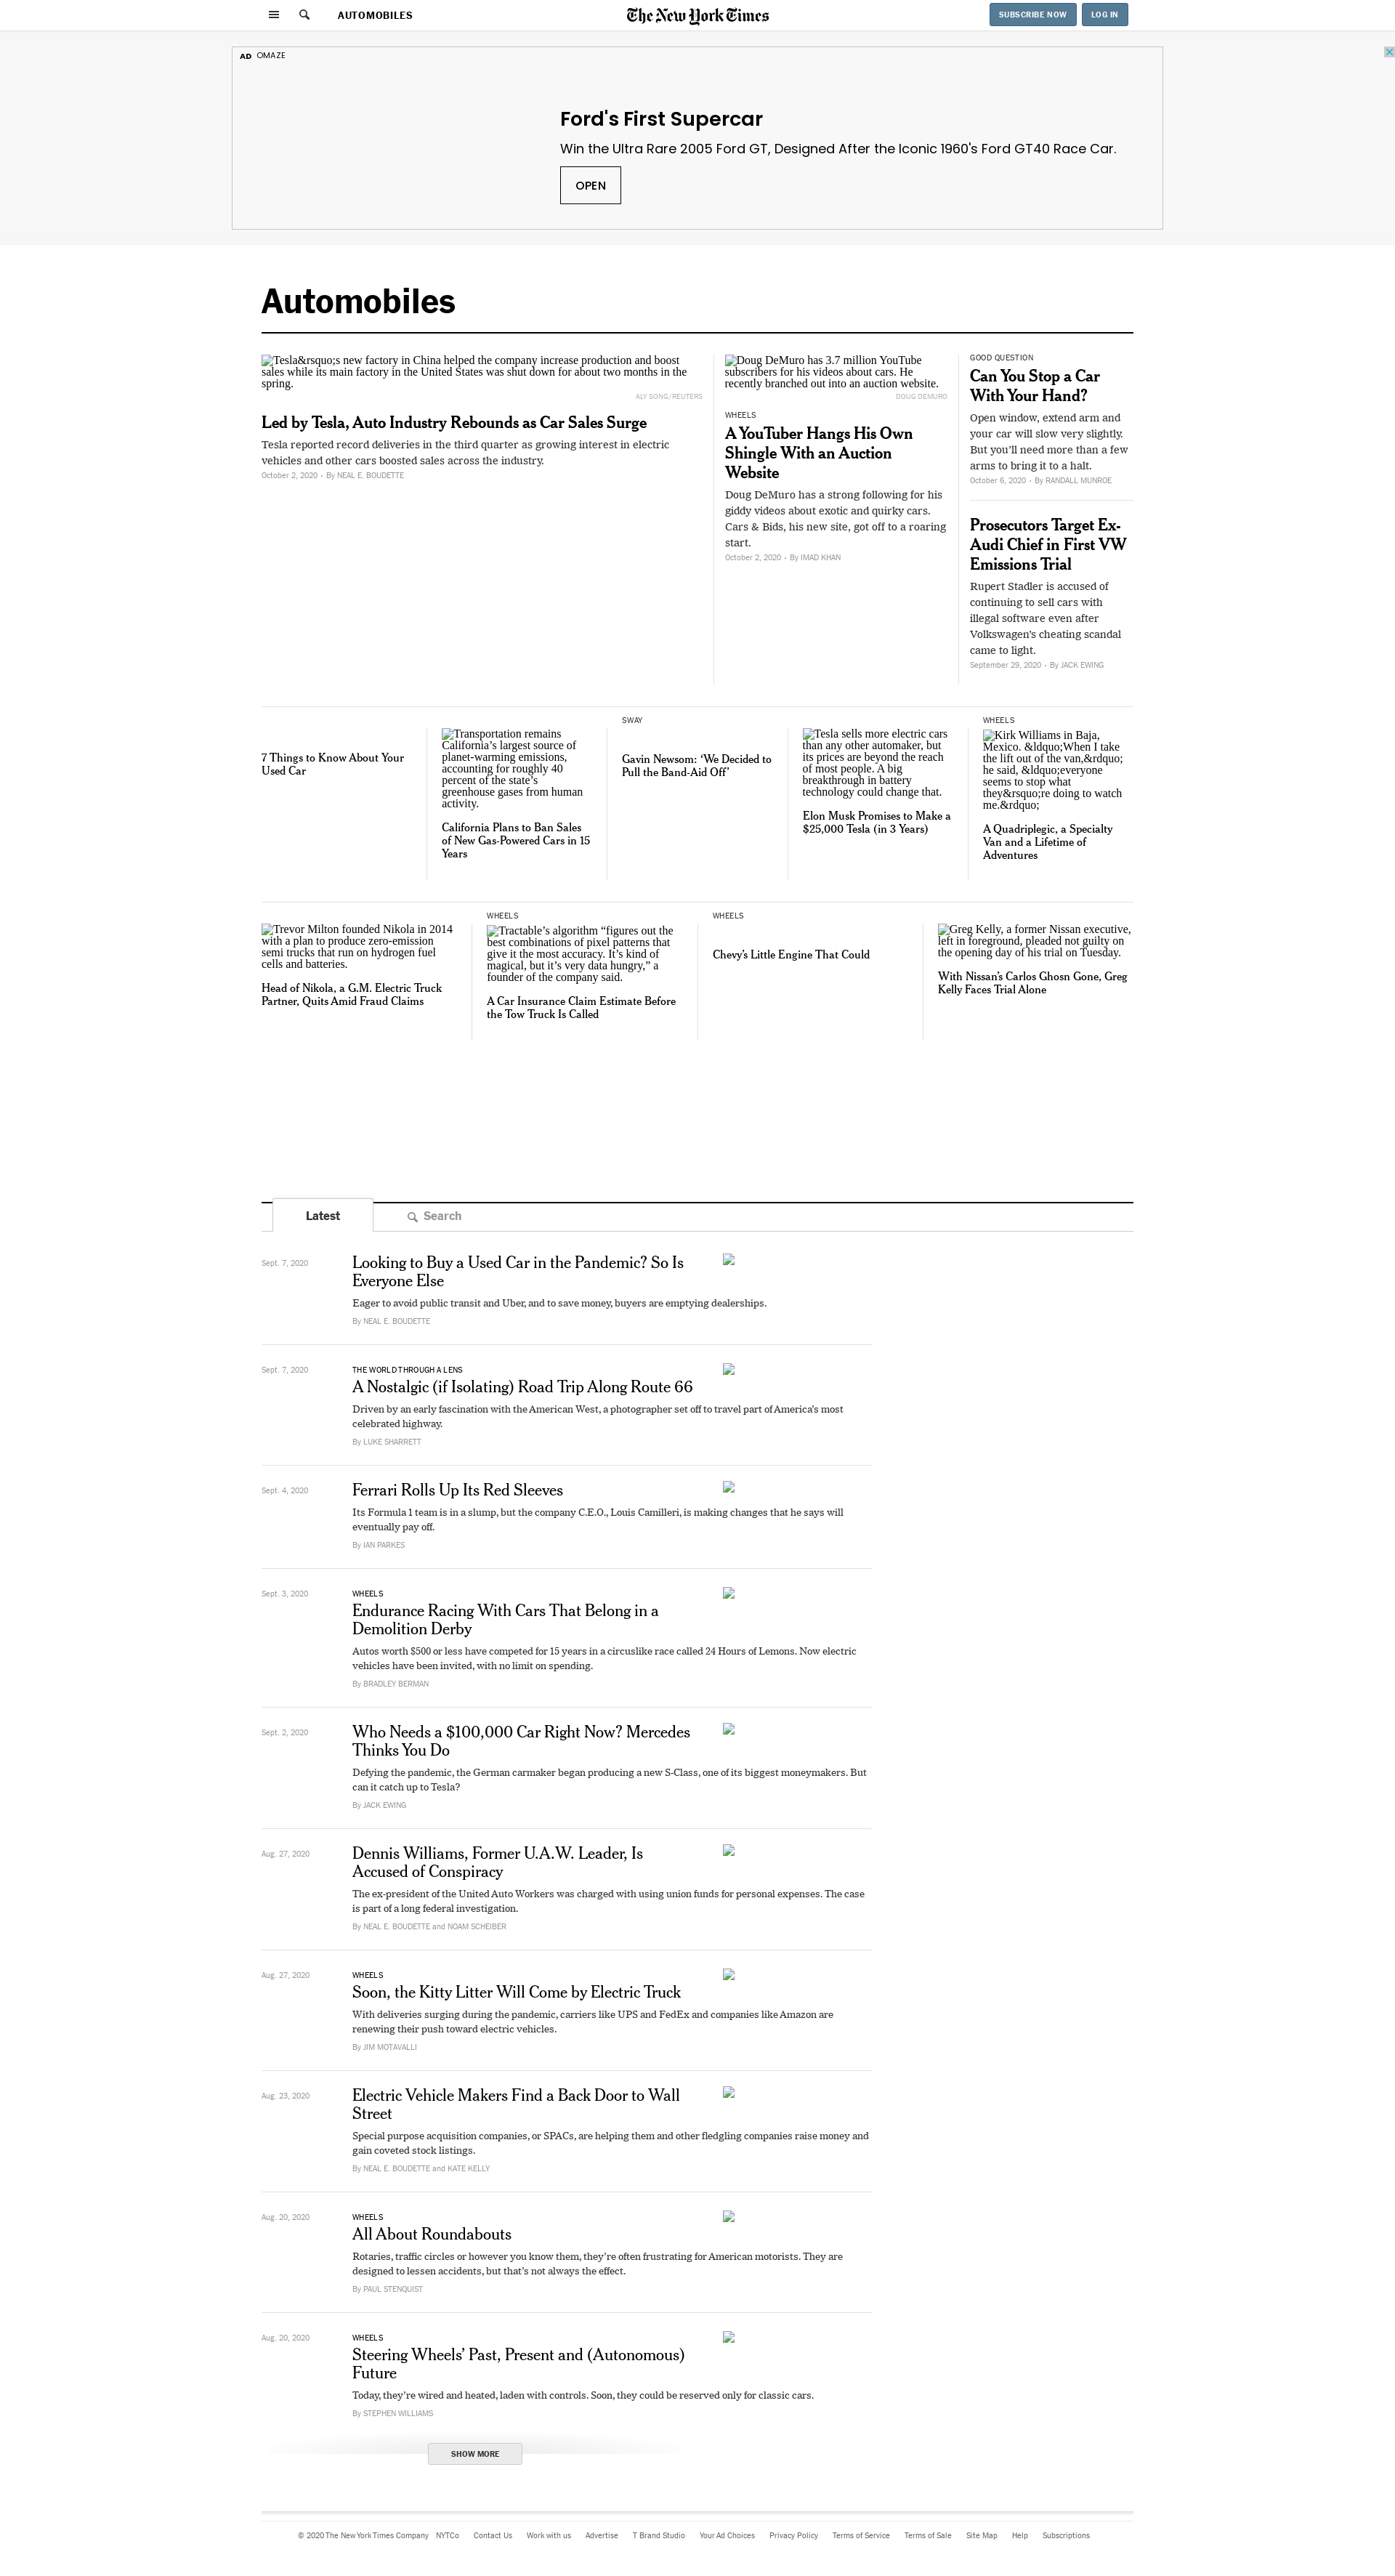 AUTOMOBILES
The New York Times
SUBSCRIBE NOW
LOG IN
AD OMAZE
Ford's First Supercar
Win the Ultra Rare 2005 Ford GT, Designed After the Iconic 1960's Ford GT40 Race Car.
OPEN
Automobiles
Tesla&rsquo;s new factory in China helped the company increase production and boost
sales while its main factory in the United States was shut down for about two months in the
spring.
ALY SONG/REUTERS
Led by Tesla, Auto Industry Rebounds as Car Sales Surge
Tesla reported record deliveries in the third quarter as growing interest in electric
vehicles and other cars boosted sales across the industry.
October 2, 2020 • By NEAL E. BOUDETTE
Doug DeMuro has 3.7 million YouTube
subscribers for his videos about cars. He
recently branched out into an auction website.
DOUG DEMURO
WHEELS
A YouTuber Hangs His Own
Shingle With an Auction
Website
Doug DeMuro has a strong following for his
giddy videos about exotic and quirky cars.
Cars & Bids, his new site, got off to a roaring
start.
October 2, 2020 • By IMAD KHAN
GOOD QUESTION
Can You Stop a Car
With Your Hand?
Open window, extend arm and
your car will slow very slightly.
But you’ll need more than a few
arms to bring it to a halt.
October 6, 2020 • By RANDALL MUNROE
Prosecutors Target Ex-
Audi Chief in First VW
Emissions Trial
Rupert Stadler is accused of
continuing to sell cars with
illegal software even after
Volkswagen’s cheating scandal
came to light.
September 29, 2020 • By JACK EWING
7 Things to Know About Your
Used Car
Transportation remains
California’s largest source of
planet-warming emissions,
accounting for roughly 40
percent of the state’s
greenhouse gases from human
activity.
California Plans to Ban Sales
of New Gas-Powered Cars in 15
Years
SWAY
Gavin Newsom: ‘We Decided to
Pull the Band-Aid Off’
Tesla sells more electric cars
than any other automaker, but
its prices are beyond the reach
of most people. A big
breakthrough in battery
technology could change that.
Elon Musk Promises to Make a
$25,000 Tesla (in 3 Years)
WHEELS
Kirk Williams in Baja,
Mexico. &ldquo;When I take
the lift out of the van,&rdquo;
he said, &ldquo;everyone
seems to stop what
they&rsquo;re doing to watch
me.&rdquo;
A Quadriplegic, a Specialty
Van and a Lifetime of
Adventures
Trevor Milton founded Nikola in 2014
with a plan to produce zero-emission
semi trucks that run on hydrogen fuel
cells and batteries.
Head of Nikola, a G.M. Electric Truck
Partner, Quits Amid Fraud Claims
WHEELS
Tractable’s algorithm “figures out the
best combinations of pixel patterns that
give it the most accuracy. It’s kind of
magical, but it’s very data hungry,” a
founder of the company said.
A Car Insurance Claim Estimate Before
the Tow Truck Is Called
WHEELS
Chevy’s Little Engine That Could
Greg Kelly, a former Nissan executive,
left in foreground, pleaded not guilty on
the opening day of his trial on Tuesday.
With Nissan’s Carlos Ghosn Gone, Greg
Kelly Faces Trial Alone
Latest
Search
Sept. 7, 2020
Looking to Buy a Used Car in the Pandemic? So Is
Everyone Else
Eager to avoid public transit and Uber, and to save money, buyers are emptying dealerships.
By NEAL E. BOUDETTE
Sept. 7, 2020
THE WORLD THROUGH A LENS
A Nostalgic (if Isolating) Road Trip Along Route 66
Driven by an early fascination with the American West, a photographer set off to travel part of America’s most
celebrated highway.
By LUKE SHARRETT
Sept. 4, 2020
Ferrari Rolls Up Its Red Sleeves
Its Formula 1 team is in a slump, but the company C.E.O., Louis Camilleri, is making changes that he says will
eventually pay off.
By IAN PARKES
Sept. 3, 2020
WHEELS
Endurance Racing With Cars That Belong in a
Demolition Derby
Autos worth $500 or less have competed for 15 years in a circuslike race called 24 Hours of Lemons. Now electric
vehicles have been invited, with no limit on spending.
By BRADLEY BERMAN
Sept. 2, 2020
Who Needs a $100,000 Car Right Now? Mercedes
Thinks You Do
Defying the pandemic, the German carmaker began producing a new S-Class, one of its biggest moneymakers. But
can it catch up to Tesla?
By JACK EWING
Aug. 27, 2020
Dennis Williams, Former U.A.W. Leader, Is
Accused of Conspiracy
The ex-president of the United Auto Workers was charged with using union funds for personal expenses. The case
is part of a long federal investigation.
By NEAL E. BOUDETTE and NOAM SCHEIBER
Aug. 27, 2020
WHEELS
Soon, the Kitty Litter Will Come by Electric Truck
With deliveries surging during the pandemic, carriers like UPS and FedEx and companies like Amazon are
renewing their push toward electric vehicles.
By JIM MOTAVALLI
Aug. 23, 2020
Electric Vehicle Makers Find a Back Door to Wall
Street
Special purpose acquisition companies, or SPACs, are helping them and other fledgling companies raise money and
gain coveted stock listings.
By NEAL E. BOUDETTE and KATE KELLY
Aug. 20, 2020
WHEELS
All About Roundabouts
Rotaries, traffic circles or however you know them, they’re often frustrating for American motorists. They are
designed to lessen accidents, but that’s not always the effect.
By PAUL STENQUIST
Aug. 20, 2020
WHEELS
Steering Wheels’ Past, Present and (Autonomous)
Future
Today, they’re wired and heated, laden with controls. Soon, they could be reserved only for classic cars.
By STEPHEN WILLIAMS
SHOW MORE
© 2020 The New York Times Company NYTCo Contact Us Work with us Advertise T Brand Studio Your Ad Choices Privacy Policy Terms of Service Terms of Sale Site Map Help Subscriptions